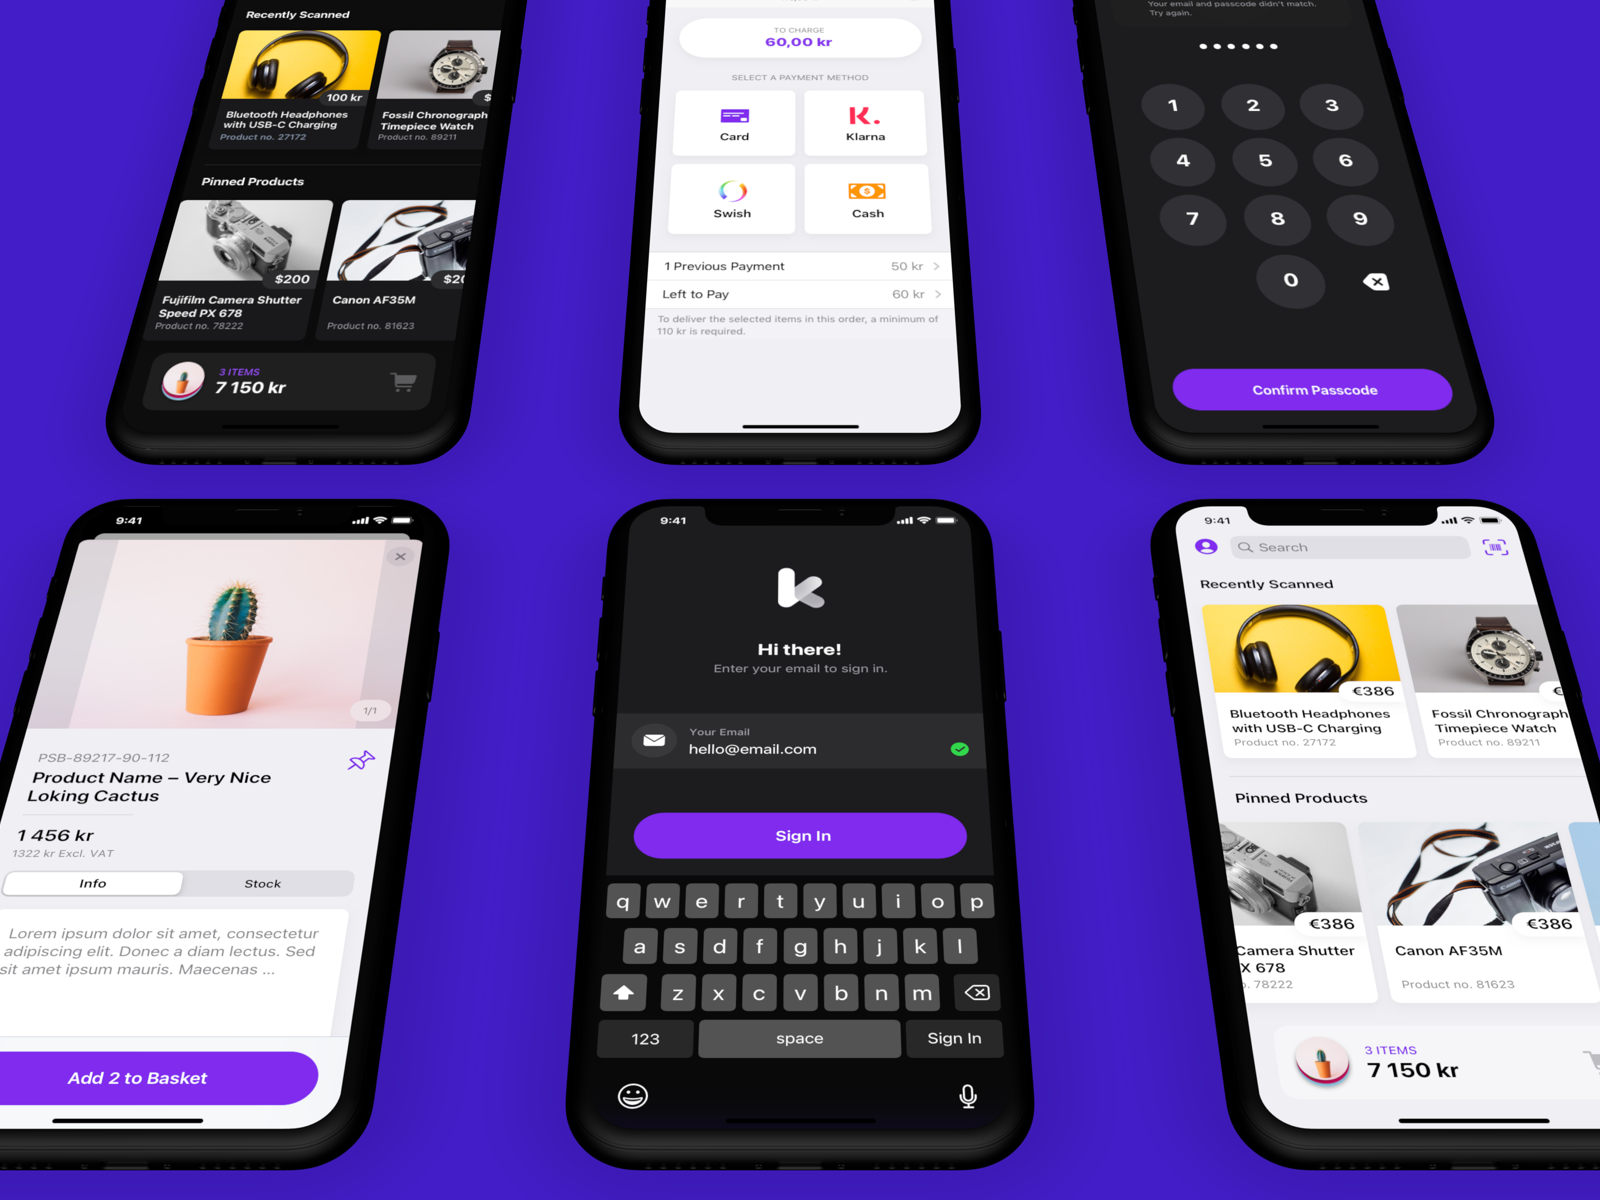 Recently Scanned
100 kr
$
Bluetooth Headphones
with USB-C Charging
Product no. 27172
Fossil Chronograph
Timepiece Watch
Product no. 89211
Pinned Products
$200
$20
Fujifilm Camera Shutter
Speed PX 678
Product no. 78222
Canon AF35M
Product no. 81623
3 ITEMS
7 150 kr
TO CHARGE
60,00 kr
SELECT A PAYMENT METHOD
Card
K.
Klarna
Swish
Cash
1 Previous Payment
50 kr
Left to Pay
60 kr
To deliver the selected items in this order, a minimum of
110 kr is required.
Your email and passcode didn't match.
Try again.
1 2 3
4 5 6
7 8 9
0
Confirm Passcode
9:41
1/1
PSB-89217-90-112
Product Name – Very Nice
Loking Cactus
1 456 kr
1322 kr Excl. VAT
Info
Stock
Lorem ipsum dolor sit amet, consectetur
adipiscing elit. Donec a diam lectus. Sed
sit amet ipsum mauris. Maecenas ...
Add 2 to Basket
9:41
Hi there!
Enter your email to sign in.
Your Email
hello@email.com
Sign In
q w e r t y u i o p
a s d f g h j k l
z x c v b n m
123
space
Sign In
9:41
Search
Recently Scanned
€386
€
Bluetooth Headphones
with USB-C Charging
Product no. 27172
Fossil Chronograph
Timepiece Watch
Product no. 89211
Pinned Products
€386
€386
Camera Shutter
X 678
. 78222
Canon AF35M
Product no. 81623
3 ITEMS
7 150 kr